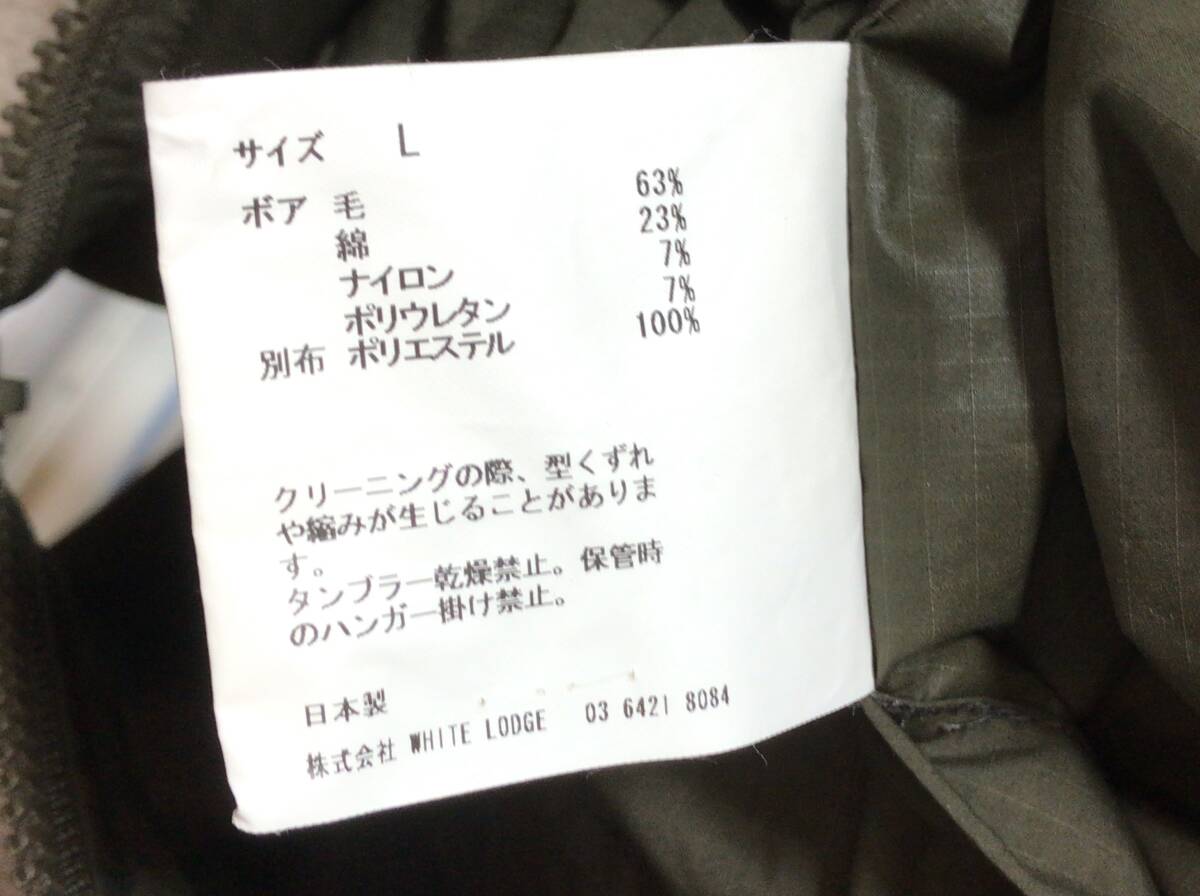 サイズ L
ボア 毛 63%
綿 23%
ナイロン 7%
ポリウレタン 7%
別布 ポリエステル 100%
クリーニングの際、型くずれ
や縮みが生じることがありま
す。
タンブラー乾燥禁止。保管時
のハンガー掛け禁止。
日本製
株式会社 WHITE LODGE 03 6421 8084